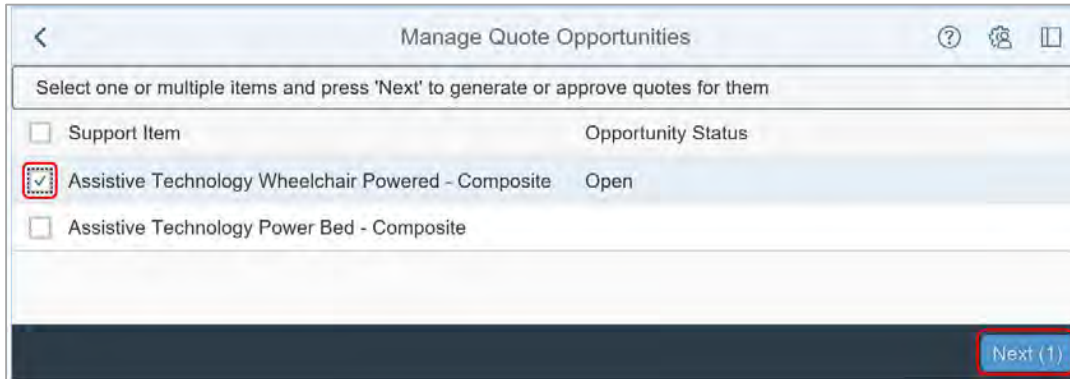 Manage Quote Opportunities
Select one or multiple items and press 'Next' to generate or approve quotes for them
Support Item Opportunity Status
Assistive Technology Wheelchair Powered - Composite Open
Assistive Technology Power Bed - Composite
Next (1)